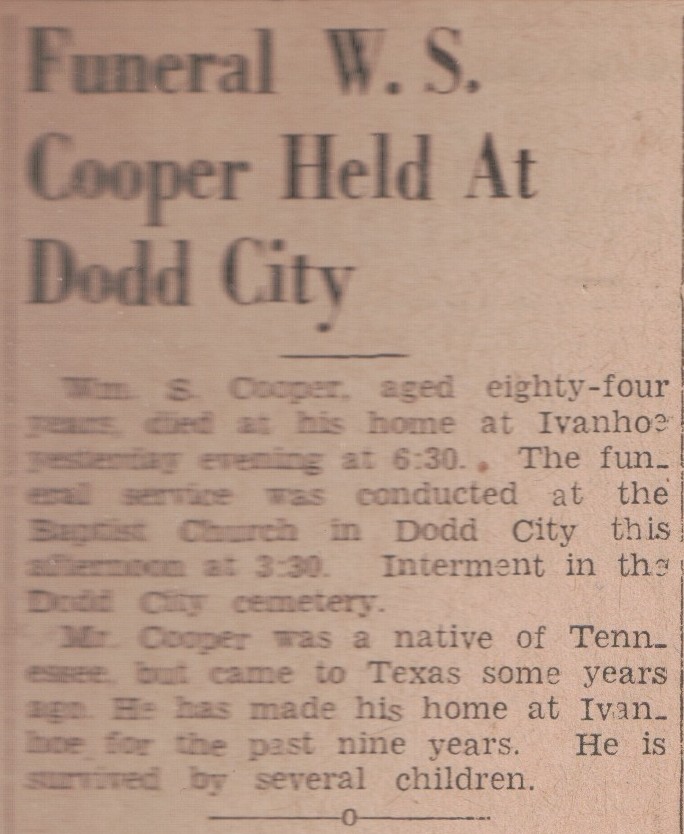 Funeral W. S.
Cooper Held At
Dodd City
Wm. S. Cooper, aged eighty-four
years, died at his home at Ivanhoe
yesterday evening at 6:30. The fun-
eral service was conducted at the
Baptist Church in Dodd City this
afternoon at 3:30. Interment in the
Dodd City cemetery.
Mr. Cooper was a native of Tenn-
essee, but came to Texas some years
ago. He has made his home at Ivan-
hoe for the past nine years. He is
survived by several children.
o